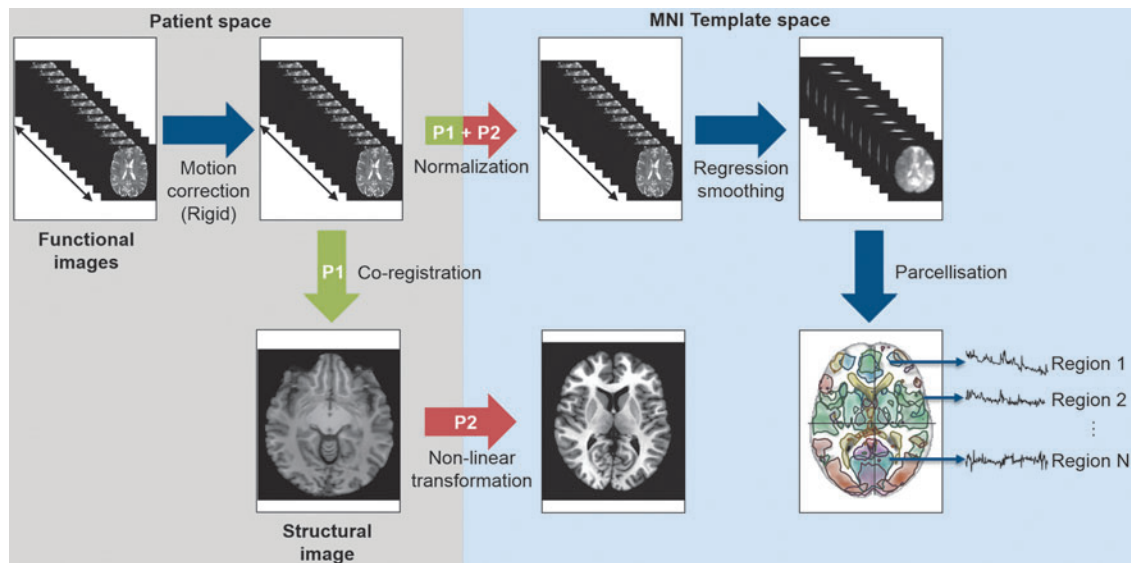 Patient space
MNI Template space
P1 + P2
Motion
correction
(Rigid)
Normalization
Regression
smoothing
Functional
images
P1
Co-registration
Parcellisation
Region 1
Region 2
⋮
Region N
P2
Non-linear
transformation
Structural
image